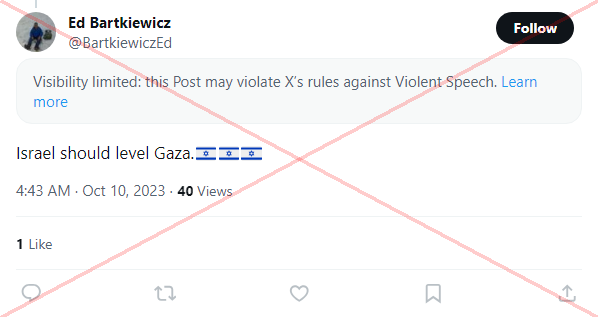 Ed Bartkiewicz
@BartkiewiczEd
Follow
Visibility limited: this Post may violate X's rules against Violent Speech. Learn
more
Israel should level Gaza.🇮🇱🇮🇱🇮🇱
4:43 AM · Oct 10, 2023 · 40 Views
1 Like